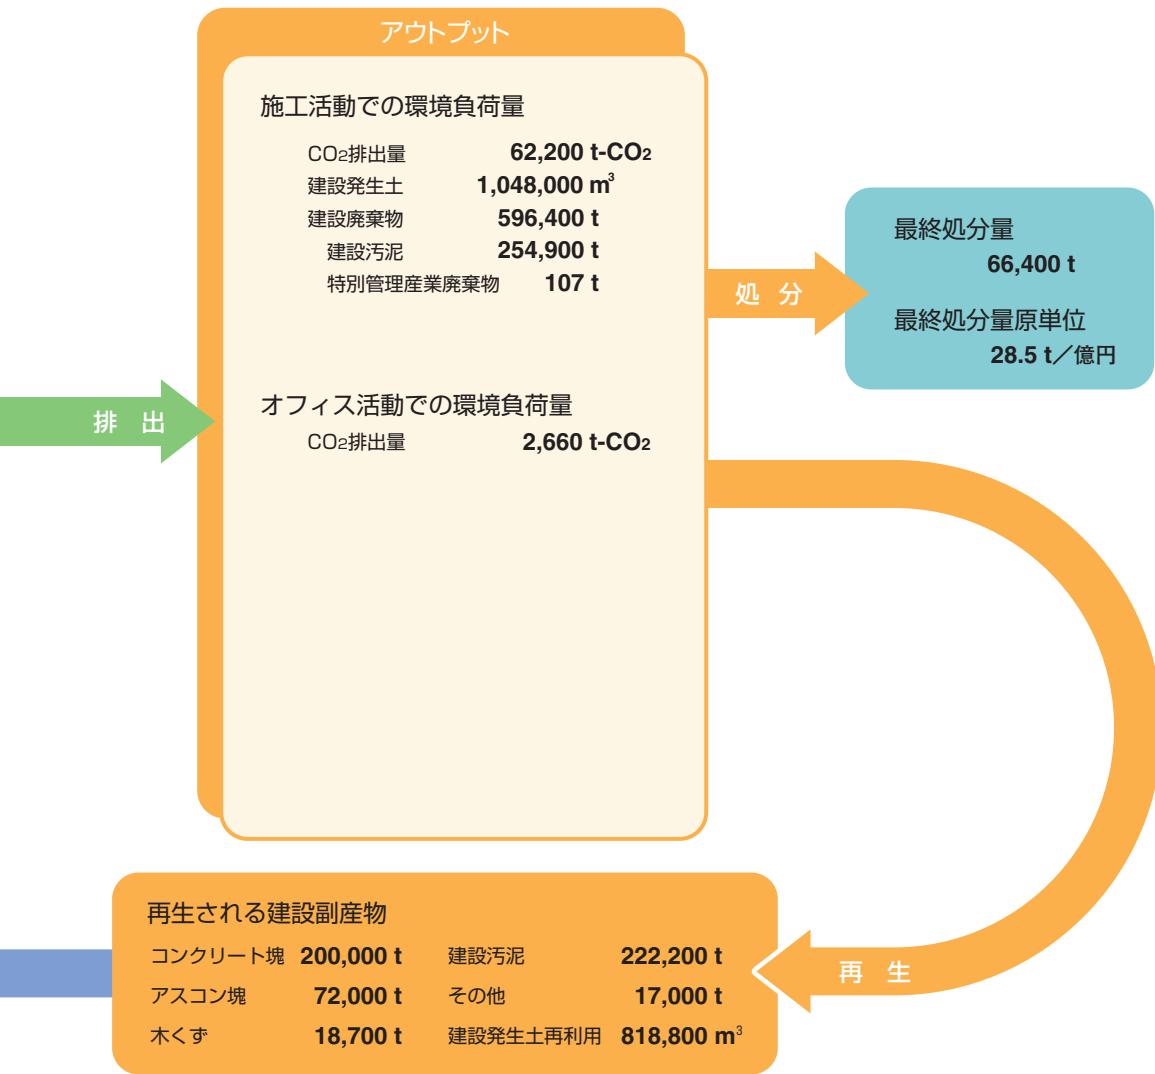 アウトプット
施工活動での環境負荷量
CO2排出量 62,200 t-CO2
建設発生土 1,048,000 m³
建設廃棄物 596,400 t
建設汚泥 254,900 t
特別管理産業廃棄物 107 t
オフィス活動での環境負荷量
CO2排出量 2,660 t-CO2
排 出
処 分
最終処分量
66,400 t
最終処分量原単位
28.5 t／億円
再 生
再生される建設副産物
コンクリート塊 200,000 t 建設汚泥 222,200 t
アスコン塊 72,000 t その他 17,000 t
木くず 18,700 t 建設発生土再利用 818,800 m³